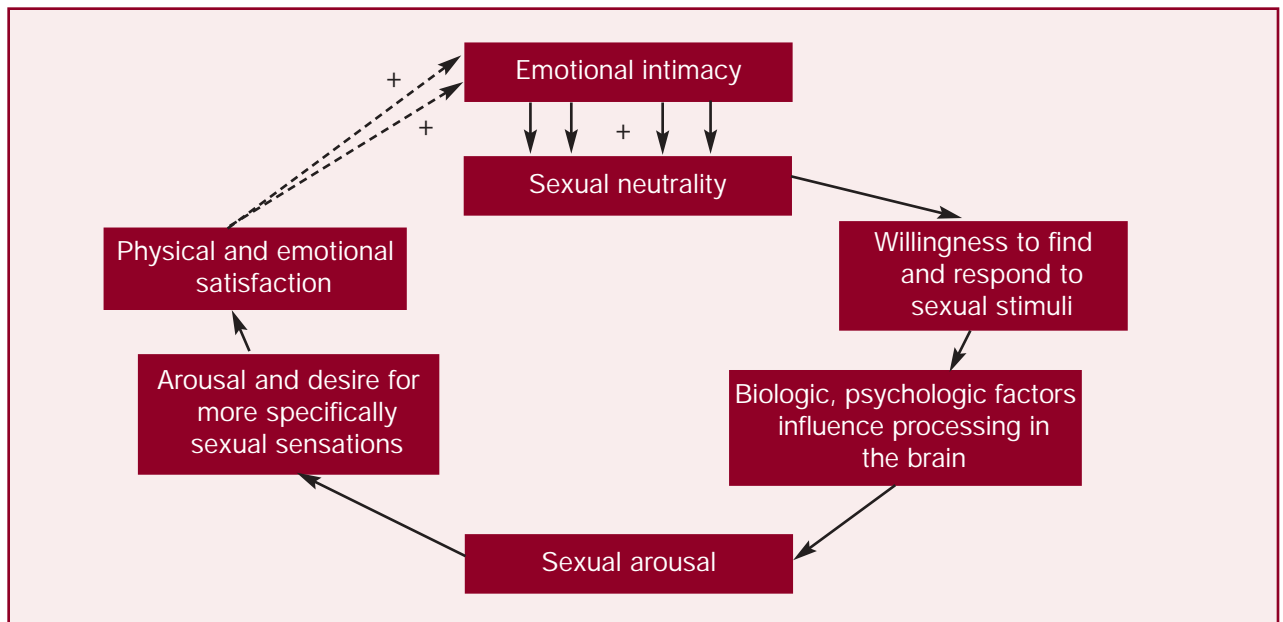 Emotional intimacy
+
+
+
Sexual neutrality
Willingness to find
and respond to
sexual stimuli
Physical and emotional
satisfaction
Biologic, psychologic factors
influence processing in
the brain
Arousal and desire for
more specifically
sexual sensations
Sexual arousal